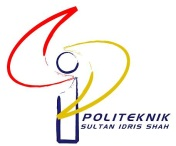 POLITEKNIK
SULTAN IDRIS SHAH